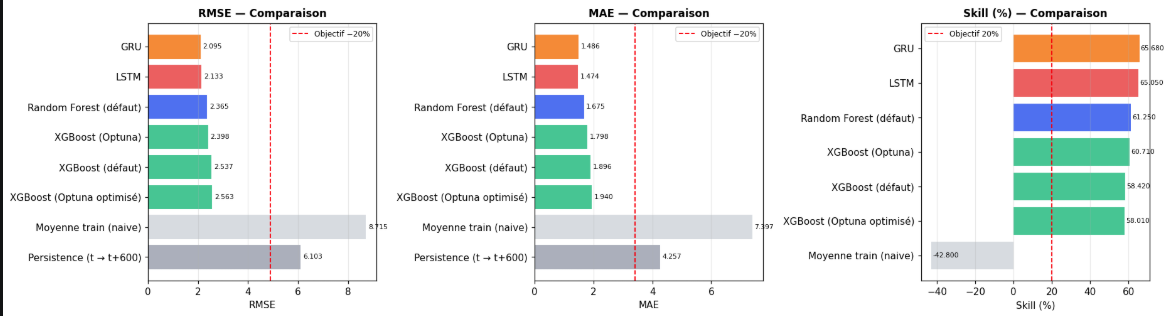 RMSE — Comparaison
Objectif −20%
GRU
2.095
LSTM
2.133
Random Forest (défaut)
2.365
XGBoost (Optuna)
2.398
XGBoost (défaut)
2.537
XGBoost (Optuna optimisé)
2.563
Moyenne train (naive)
8.715
Persistence (t → t+600)
6.103
0 2 4 6 8
RMSE
MAE — Comparaison
Objectif −20%
GRU
1.486
LSTM
1.474
Random Forest (défaut)
1.675
XGBoost (Optuna)
1.798
XGBoost (défaut)
1.896
XGBoost (Optuna optimisé)
1.940
Moyenne train (naive)
7.397
Persistence (t → t+600)
4.257
0 2 4 6
MAE
Skill (%) — Comparaison
Objectif 20%
GRU
65.680
LSTM
65.050
Random Forest (défaut)
61.250
XGBoost (Optuna)
60.710
XGBoost (défaut)
58.420
XGBoost (Optuna optimisé)
58.010
Moyenne train (naive)
-42.800
−40 −20 0 20 40 60
Skill (%)